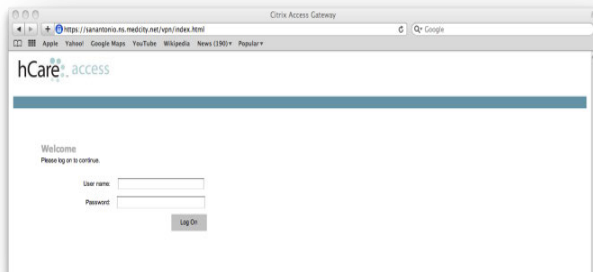 Citrix Access Gateway
https://sanantonio.ns.medcity.net/vpn/index.html
Google
Apple Yahoo! Google Maps YouTube Wikipedia News (190) Popular
hCare access
Welcome
Please log on to continue.
User name:
Password:
Log On